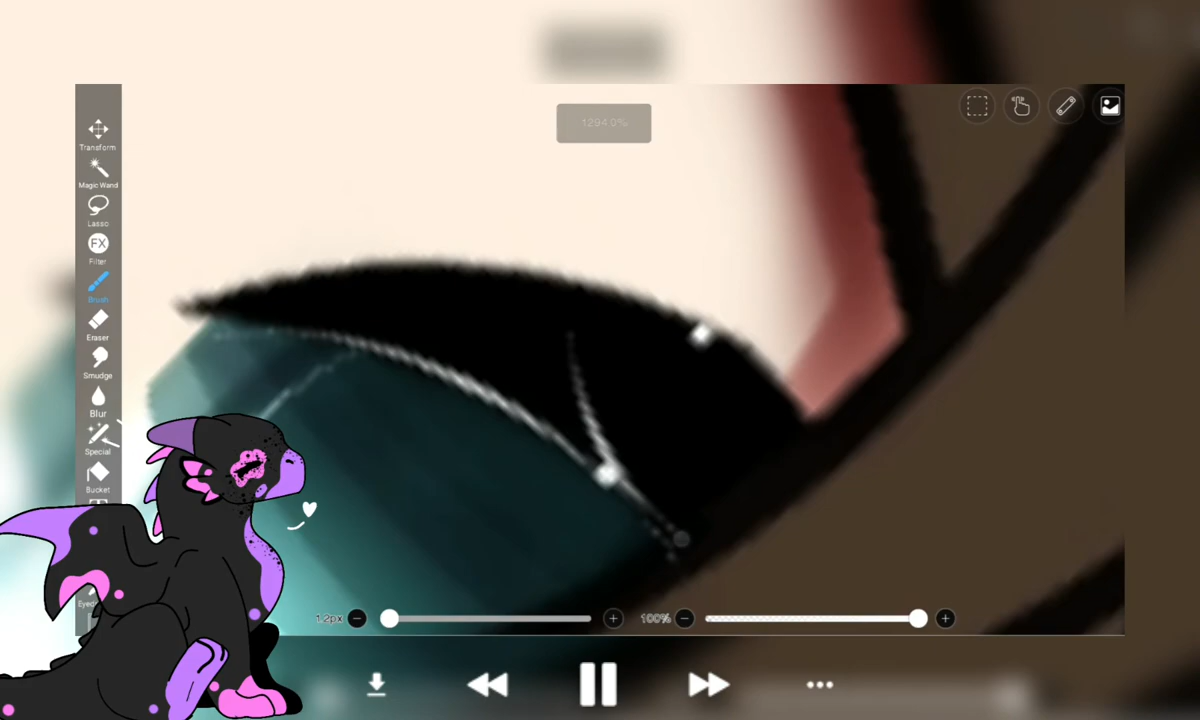 1294.0%
Transform
Magic Wand
Lasso
FX
Filter
Brush
Eraser
Smudge
Blur
Special
Bucket
1.2px
100%